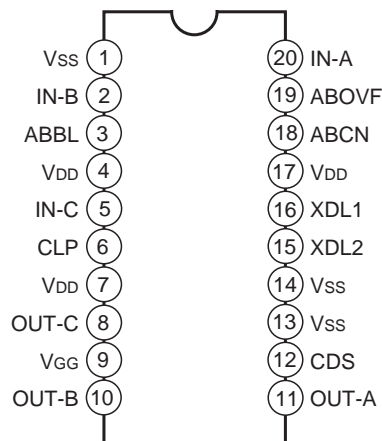 VSS 1 20 IN-A
IN-B 2 19 ABOVF
ABBL 3 18 ABCN
VDD 4 17 VDD
IN-C 5 16 XDL1
CLP 6 15 XDL2
VDD 7 14 VSS
OUT-C 8 13 VSS
VGG 9 12 CDS
OUT-B 10 11 OUT-A